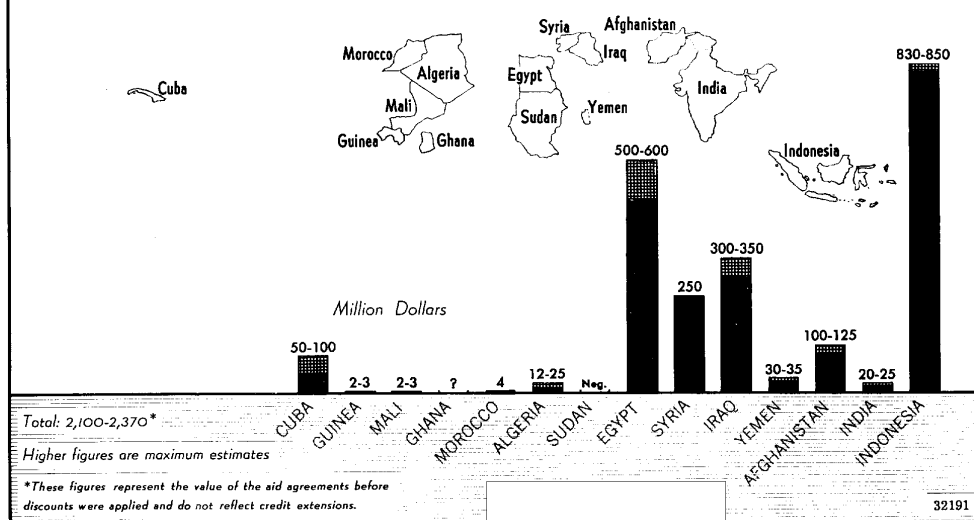 Syria
Afghanistan
Morocco
Iraq
Algeria
Egypt
Cuba
India
Mali
Sudan
Yemen
Guinea
Ghana
Indonesia
830-850
500-600
300-350
250
Million Dollars
100-125
50-100
30-35
12-25
20-25
2-3
2-3
?
4
Neg.
CUBA
GUINEA
MALI
GHANA
MOROCCO
ALGERIA
SUDAN
EGYPT
SYRIA
IRAQ
YEMEN
AFGHANISTAN
INDIA
INDONESIA
Total: 2,100-2,370*
Higher figures are maximum estimates
*These figures represent the value of the aid agreements before
discounts were applied and do not reflect credit extensions.
32191